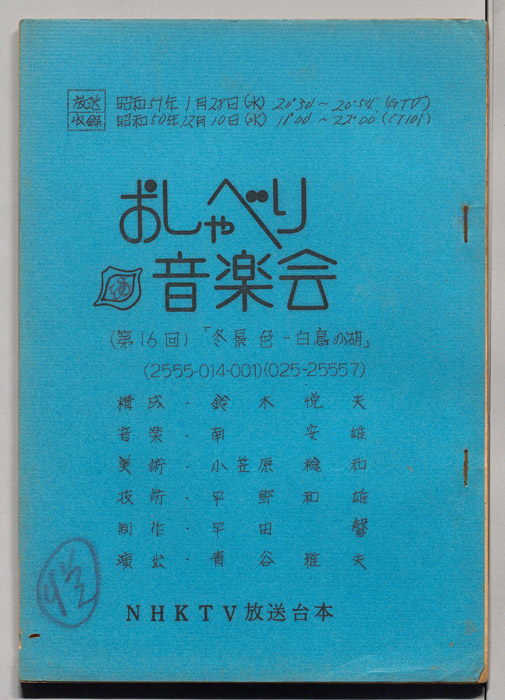 放送 昭和51年1月28日(水) 20°30'～20°54' (GTV)
収録 昭和50年12月10日(水) 11°00'～22°00 (CT101)
おしゃべり
音楽会
(第16回)「冬景色-白鳥の湖」
(2555-014-001)(025-25557)
構成・鈴木悦夫
音楽・南安雄
美術・小笠原稔和
技術・平野和雄
制作・平田馨
演出・青谷雅夫
NHKTV放送台本